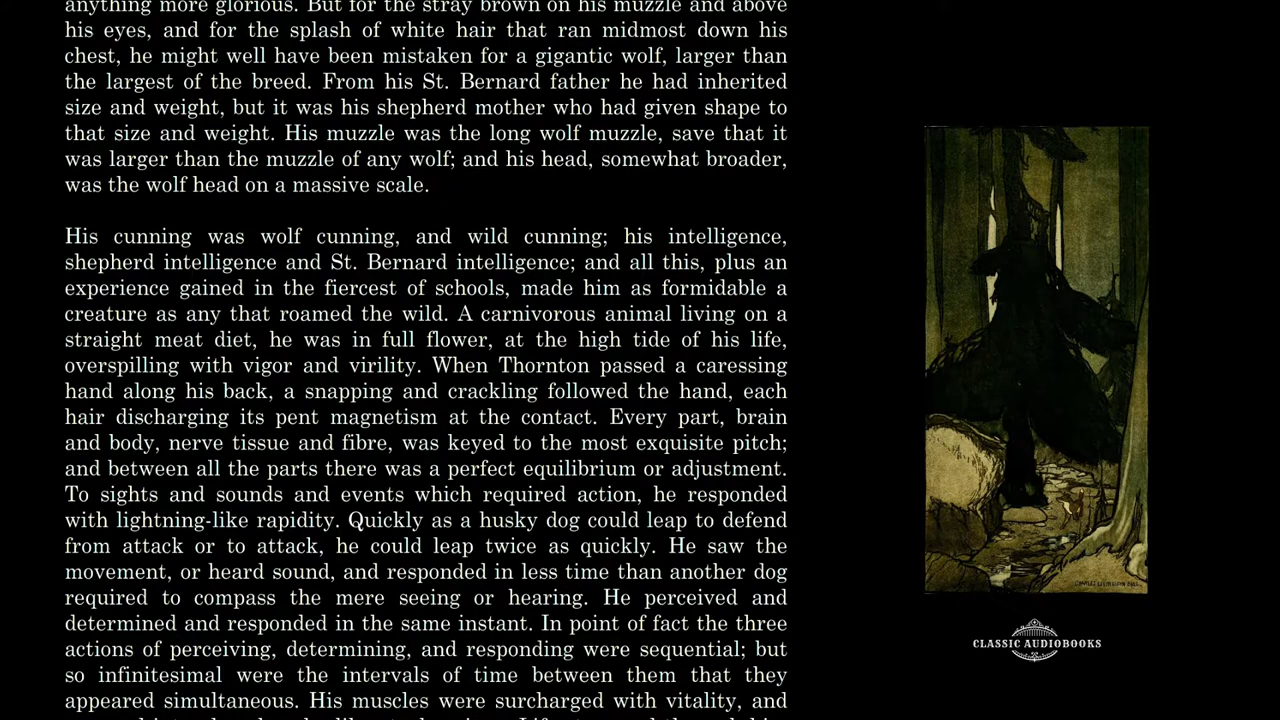 anything more glorious. But for the stray brown on his muzzle and above
his eyes, and for the splash of white hair that ran midmost down his
chest, he might well have been mistaken for a gigantic wolf, larger than
the largest of the breed. From his St. Bernard father he had inherited
size and weight, but it was his shepherd mother who had given shape to
that size and weight. His muzzle was the long wolf muzzle, save that it
was larger than the muzzle of any wolf; and his head, somewhat broader,
was the wolf head on a massive scale.
His cunning was wolf cunning, and wild cunning; his intelligence,
shepherd intelligence and St. Bernard intelligence; and all this, plus an
experience gained in the fiercest of schools, made him as formidable a
creature as any that roamed the wild. A carnivorous animal living on a
straight meat diet, he was in full flower, at the high tide of his life,
overspilling with vigor and virility. When Thornton passed a caressing
hand along his back, a snapping and crackling followed the hand, each
hair discharging its pent magnetism at the contact. Every part, brain
and body, nerve tissue and fibre, was keyed to the most exquisite pitch;
and between all the parts there was a perfect equilibrium or adjustment.
To sights and sounds and events which required action, he responded
with lightning-like rapidity. Quickly as a husky dog could leap to defend
from attack or to attack, he could leap twice as quickly. He saw the
movement, or heard sound, and responded in less time than another dog
required to compass the mere seeing or hearing. He perceived and
determined and responded in the same instant. In point of fact the three
actions of perceiving, determining, and responding were sequential; but
so infinitesimal were the intervals of time between them that they
appeared simultaneous. His muscles were surcharged with vitality, and
CLASSIC AUDIOBOOKS